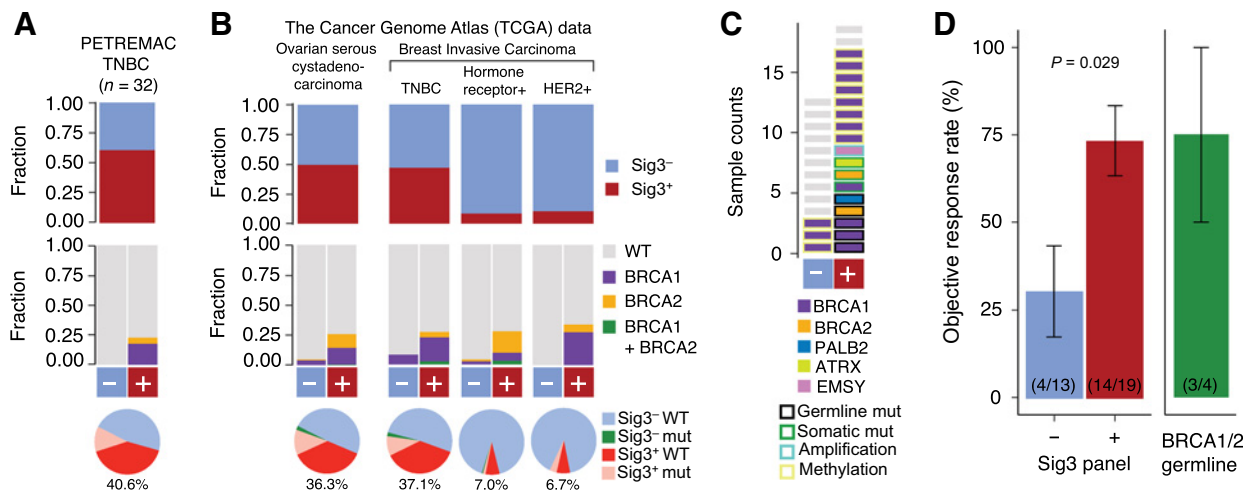 A
PETREMAC
TNBC
(n = 32)
Fraction
1.00
0.75
0.50
0.25
0.00
Fraction
1.00
0.75
0.50
0.25
0.00
− +
40.6%
B
The Cancer Genome Atlas (TCGA) data
Ovarian serous
cystadeno-
carcinoma
Breast Invasive Carcinoma
TNBC
Hormone
receptor+
HER2+
Fraction
1.00
0.75
0.50
0.25
0.00
Sig3−
Sig3+
Fraction
1.00
0.75
0.50
0.25
0.00
WT
BRCA1
BRCA2
BRCA1
+ BRCA2
− + − + − + − +
36.3% 37.1% 7.0% 6.7%
Sig3− WT
Sig3− mut
Sig3+ WT
Sig3+ mut
C
Sample counts
15
10
5
0
− +
BRCA1
BRCA2
PALB2
ATRX
EMSY
Germline mut
Somatic mut
Amplification
Methylation
D
Objective response rate (%)
100
75
50
25
0
P = 0.029
(4/13) (14/19) (3/4)
− +
Sig3 panel
BRCA1/2
germline